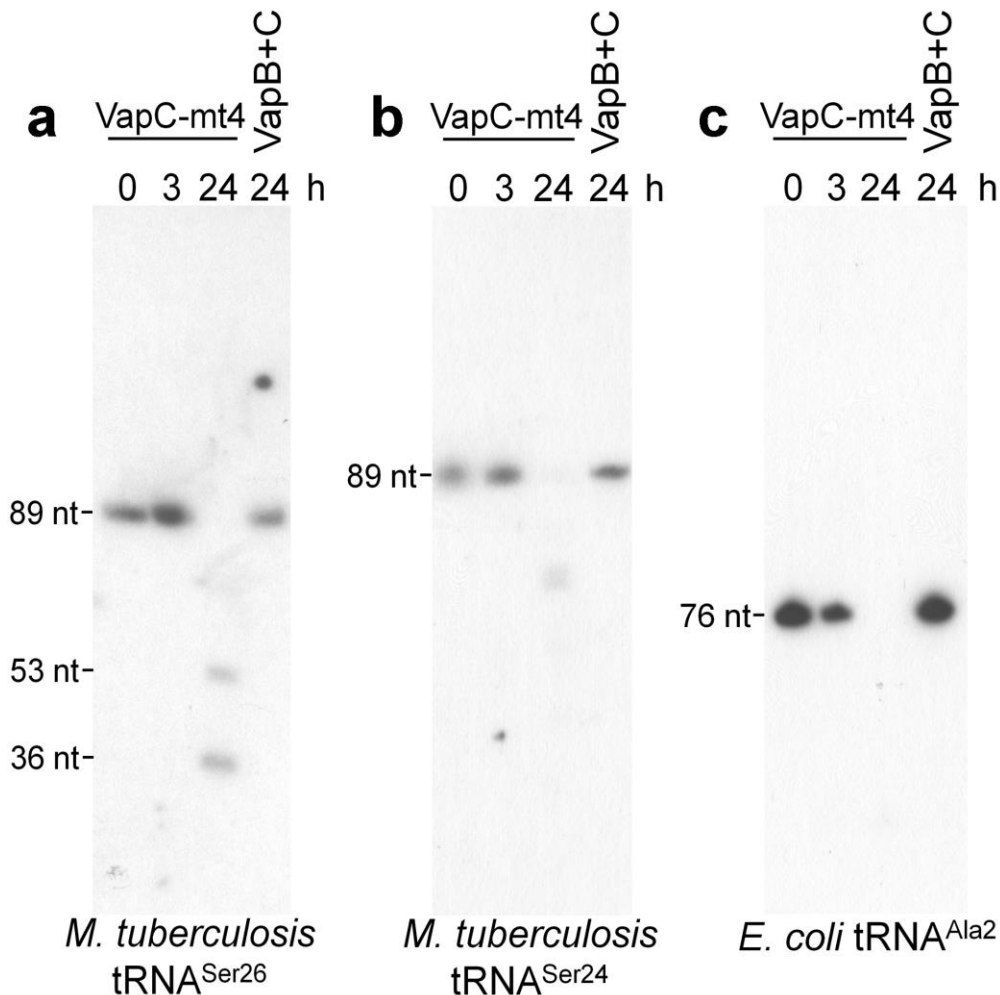 a
VapC-mt4
VapB+C
0 3 24 24 h
89 nt
53 nt
36 nt
M. tuberculosis
tRNASer26
b
VapC-mt4
VapB+C
0 3 24 24 h
89 nt
M. tuberculosis
tRNASer24
c
VapC-mt4
VapB+C
0 3 24 24 h
76 nt
E. coli tRNAAla2